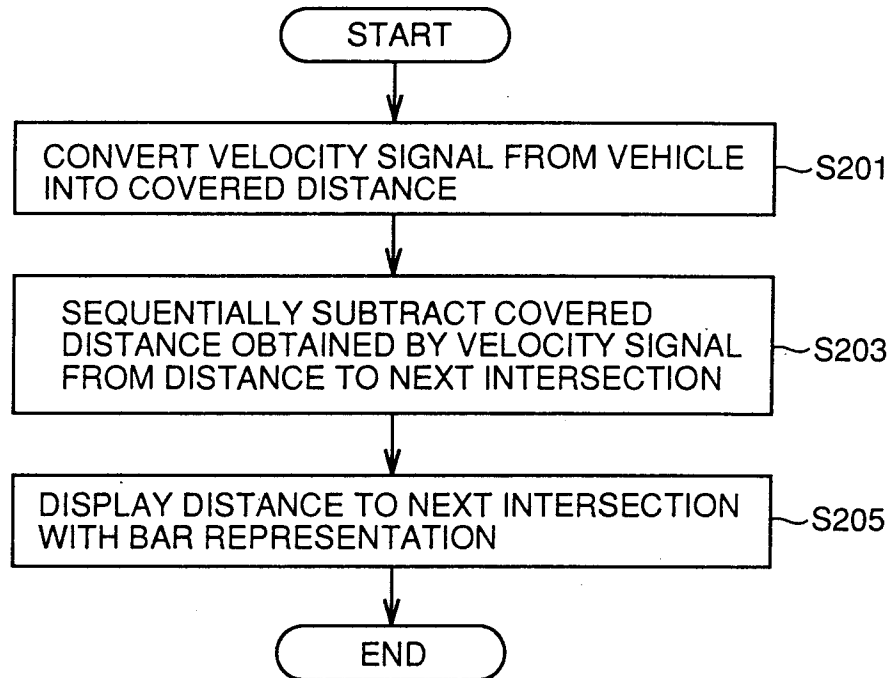 START
CONVERT VELOCITY SIGNAL FROM VEHICLE
INTO COVERED DISTANCE
S201
SEQUENTIALLY SUBTRACT COVERED
DISTANCE OBTAINED BY VELOCITY SIGNAL
FROM DISTANCE TO NEXT INTERSECTION
S203
DISPLAY DISTANCE TO NEXT INTERSECTION
WITH BAR REPRESENTATION
S205
END